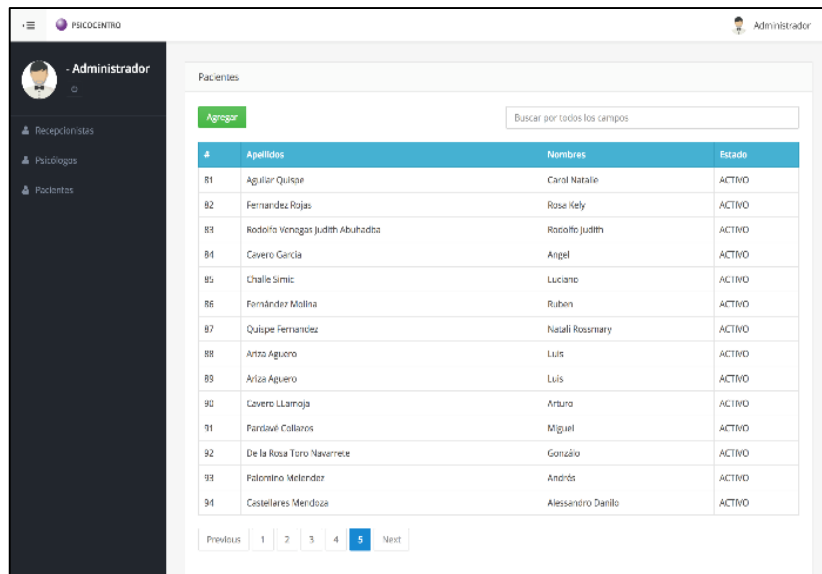 PSICOCENTRO
Administrador
- Administrador
Recepcionistas
Psicólogos
Pacientes
Pacientes
Agregar
Buscar por todos los campos
# Apellidos Nombres Estado
81 Aguilar Quispe Carol Natalie ACTIVO
82 Fernandez Rojas Rosa Kely ACTIVO
83 Rodolfo Venegas Judith Abuhadba Rodolfo Judith ACTIVO
84 Cavero Garcia Angel ACTIVO
85 Challe Simic Luciano ACTIVO
86 Fernández Molina Ruben ACTIVO
87 Quispe Fernandez Natali Rossmary ACTIVO
88 Ariza Aguero Luis ACTIVO
89 Ariza Aguero Luis ACTIVO
90 Cavero LLamoja Arturo ACTIVO
91 Pardavé Collazos Miguel ACTIVO
92 De la Rosa Toro Navarrete Gonzálo ACTIVO
93 Palomino Melendez Andrés ACTIVO
94 Castellares Mendoza Alessandro Danilo ACTIVO
Previous 1 2 3 4 5 Next